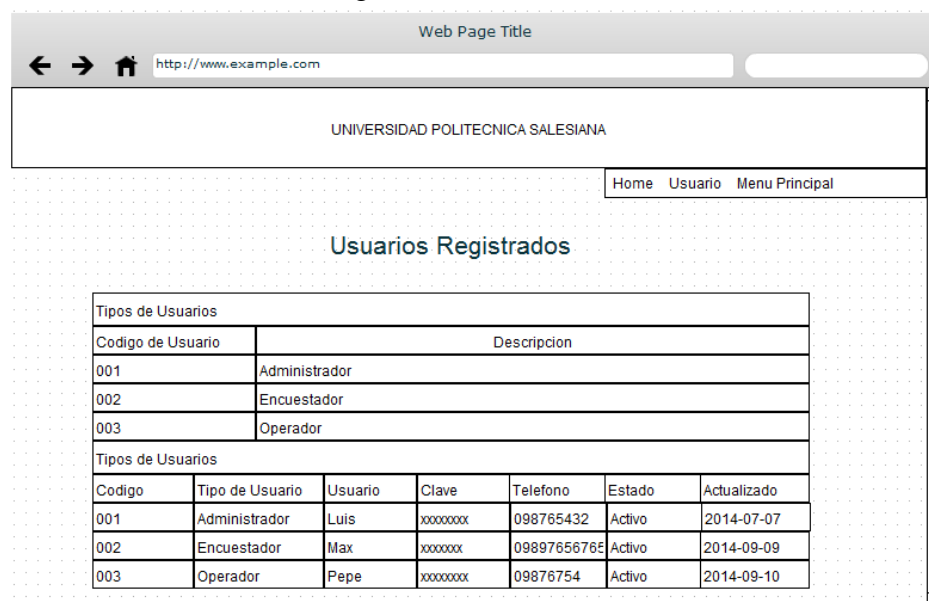 Web Page Title
http://www.example.com
UNIVERSIDAD POLITECNICA SALESIANA
Home Usuario Menu Principal
Usuarios Registrados
Tipos de Usuarios
Codigo de Usuario Descripcion
001 Administrador
002 Encuestador
003 Operador
Tipos de Usuarios
Codigo Tipo de Usuario Usuario Clave Telefono Estado Actualizado
001 Administrador Luis xxxxxxxx 098765432 Activo 2014-07-07
002 Encuestador Max xxxxxxx 09897656765 Activo 2014-09-09
003 Operador Pepe xxxxxxxx 09876754 Activo 2014-09-10